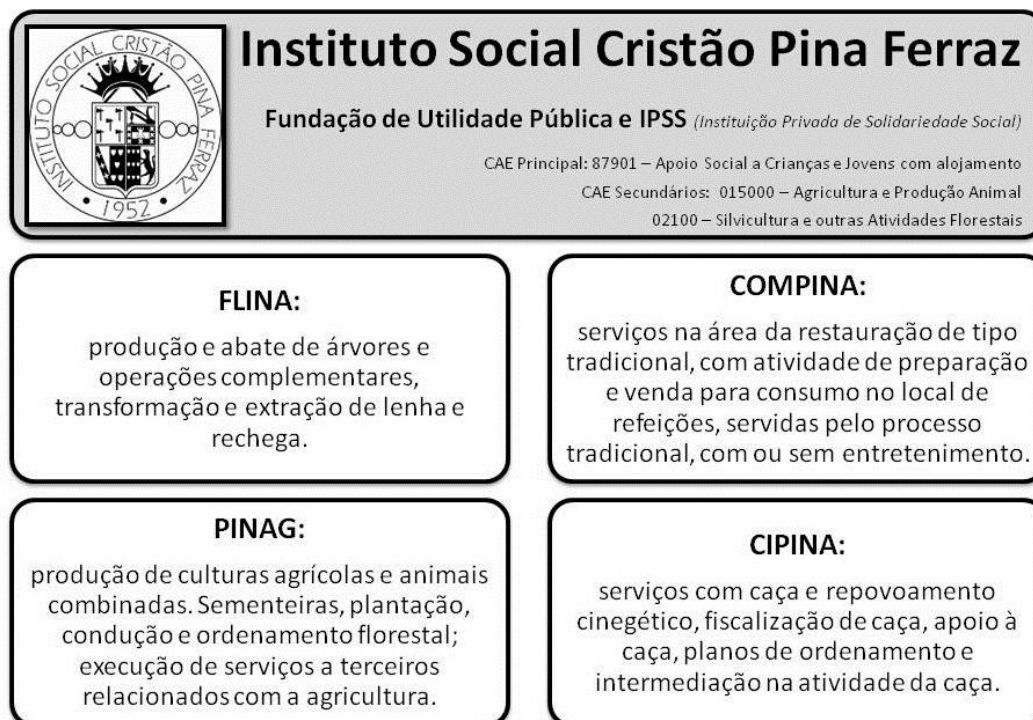 INSTITUTO SOCIAL CRISTÃO PINA FERRAZ
• 1952 •
Instituto Social Cristão Pina Ferraz
Fundação de Utilidade Pública e IPSS (Instituição Privada de Solidariedade Social)
CAE Principal: 87901 – Apoio Social a Crianças e Jovens com alojamento
CAE Secundários: 015000 – Agricultura e Produção Animal
02100 – Silvicultura e outras Atividades Florestais
FLINA:
produção e abate de árvores e
operações complementares,
transformação e extração de lenha e
rechega.
COMPINA:
serviços na área da restauração de tipo
tradicional, com atividade de preparação
e venda para consumo no local de
refeições, servidas pelo processo
tradicional, com ou sem entretenimento.
PINAG:
produção de culturas agrícolas e animais
combinadas. Sementeiras, plantação,
condução e ordenamento florestal;
execução de serviços a terceiros
relacionados com a agricultura.
CIPINA:
serviços com caça e repovoamento
cinegético, fiscalização de caça, apoio à
caça, planos de ordenamento e
intermediação na atividade da caça.